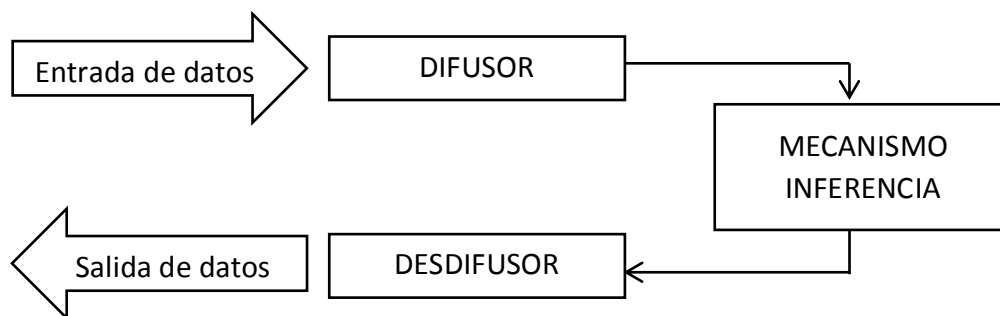 Entrada de datos
DIFUSOR
MECANISMO
INFERENCIA
Salida de datos
DESDIFUSOR